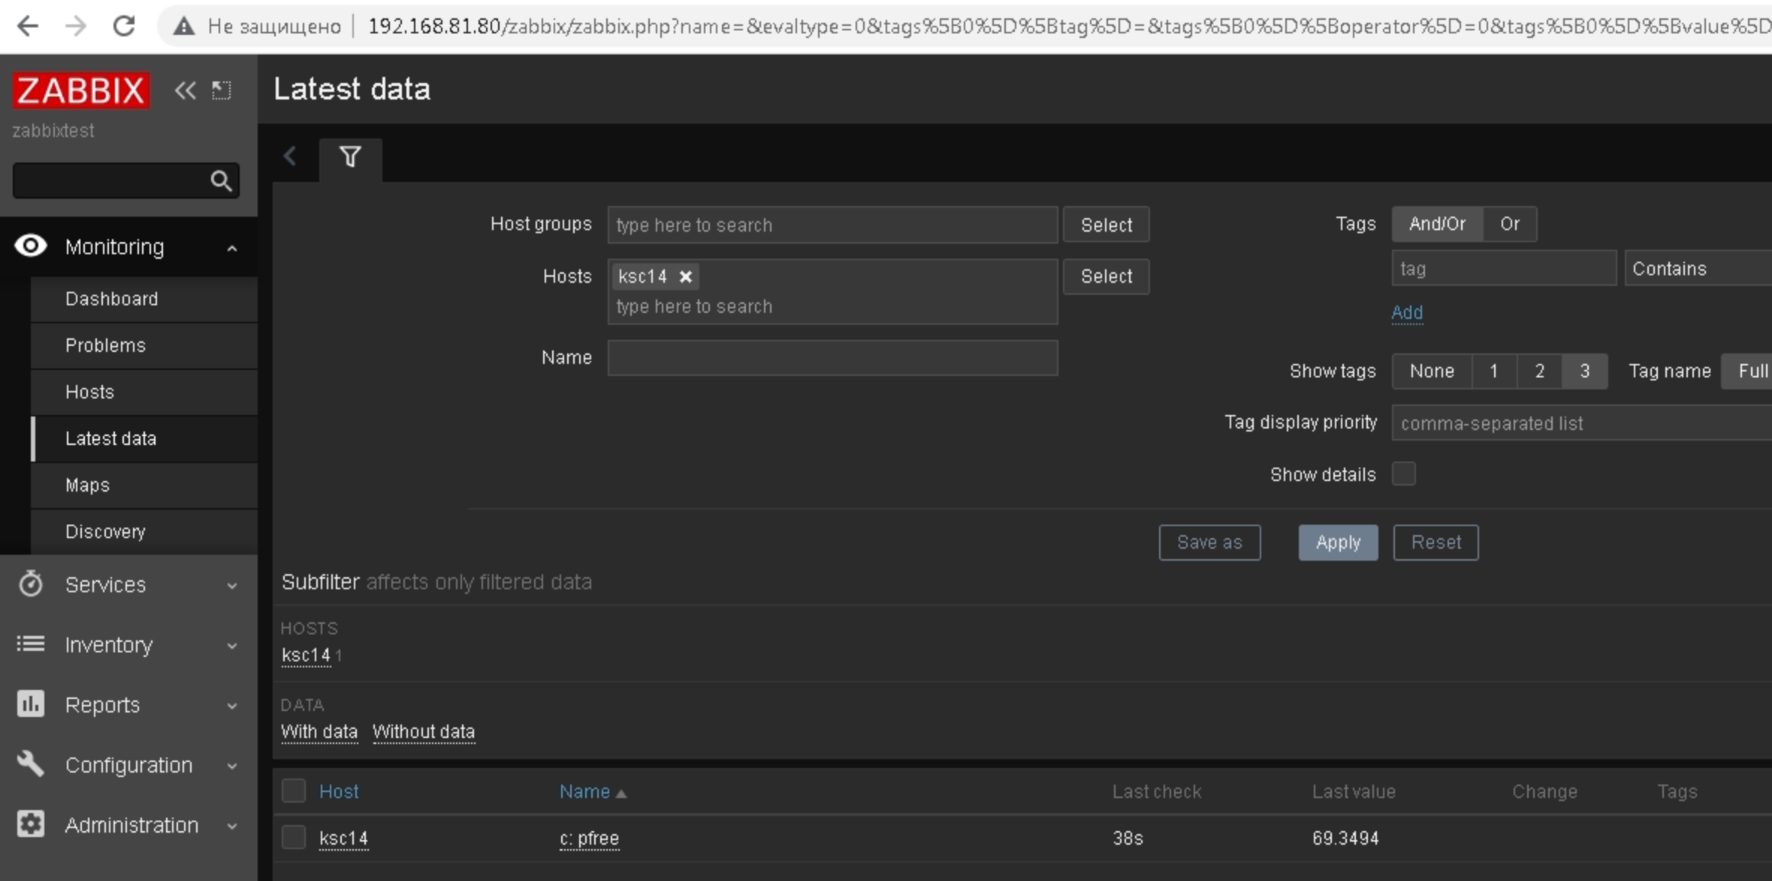 Не защищено 192.168.81.80/zabbix/zabbix.php?name=&evaltype=0&tags%5B0%5D%5Btag%5D=&tags%5B0%5D%5Boperator%5D=0&tags%5B0%5D%5Bvalue%5D
ZABBIX
Latest data
zabbixtest
Host groups type here to search Select Tags And/Or Or
Monitoring
Hosts ksc14 Select tag Contains
type here to search
Dashboard
Add
Problems
Name
Show tags None 1 2 3 Tag name Full
Hosts
Tag display priority comma-separated list
Latest data
Show details
Maps
Discovery
Save as Apply Reset
Services
Subfilter affects only filtered data
HOSTS
Inventory
ksc14 1
Reports
DATA
With data Without data
Configuration
Host Name Last check Last value Change Tags
Administration
ksc14 c: pfree 38s 69.3494